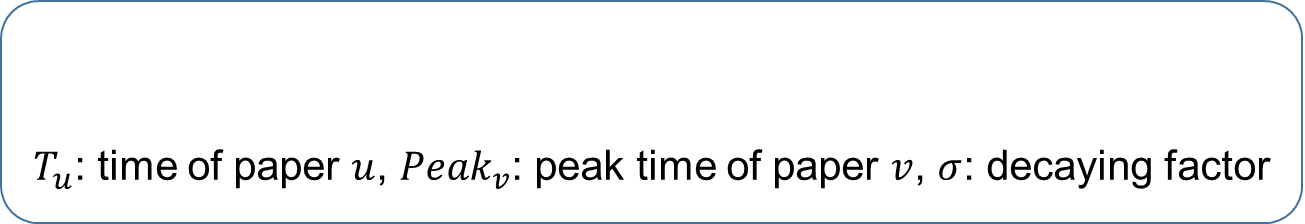 𝑇ᵤ: time of paper 𝑢, 𝑃𝑒𝑎𝑘ᵥ: peak time of paper 𝑣, 𝜎: decaying factor